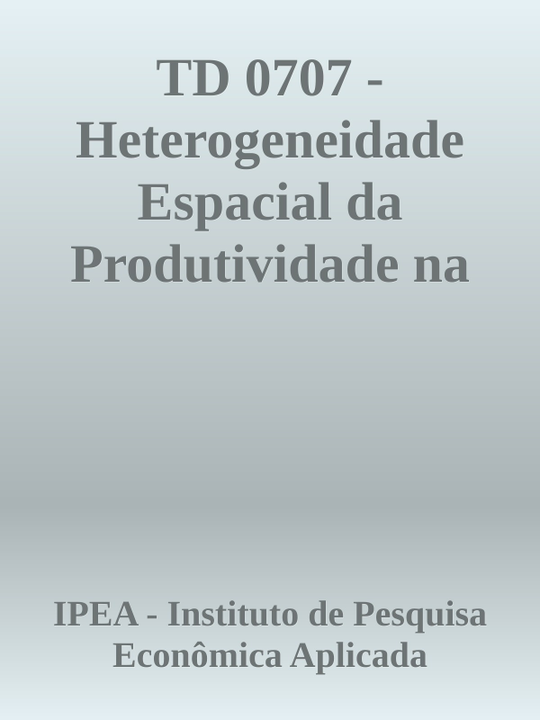 TD 0707 -
Heterogeneidade
Espacial da
Produtividade na
IPEA - Instituto de Pesquisa
Econômica Aplicada